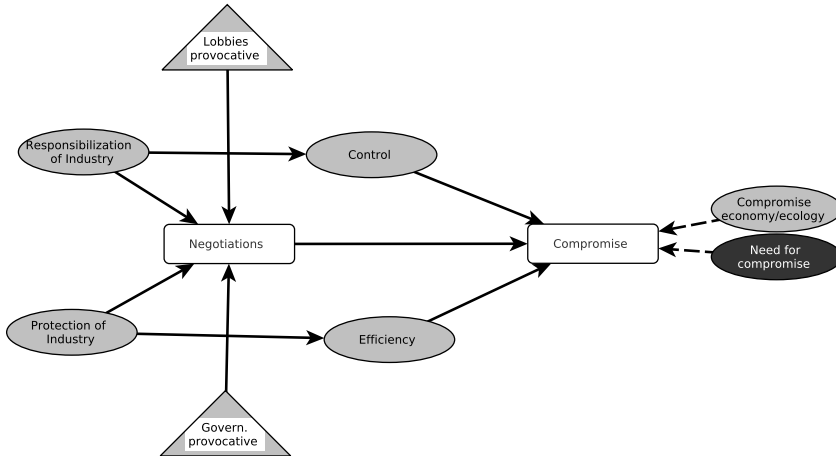 Lobbies
provocative
Responsibilization
of Industry
Control
Compromise
economy/ecology
Negotiations
Compromise
Need for
compromise
Protection of
Industry
Efficiency
Govern.
provocative